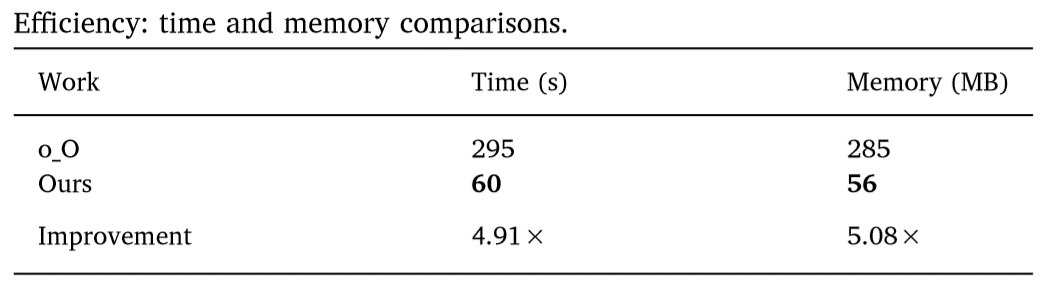 Efficiency: time and memory comparisons.
Work Time (s) Memory (MB)
o_O 295 285
Ours 60 56
Improvement 4.91× 5.08×